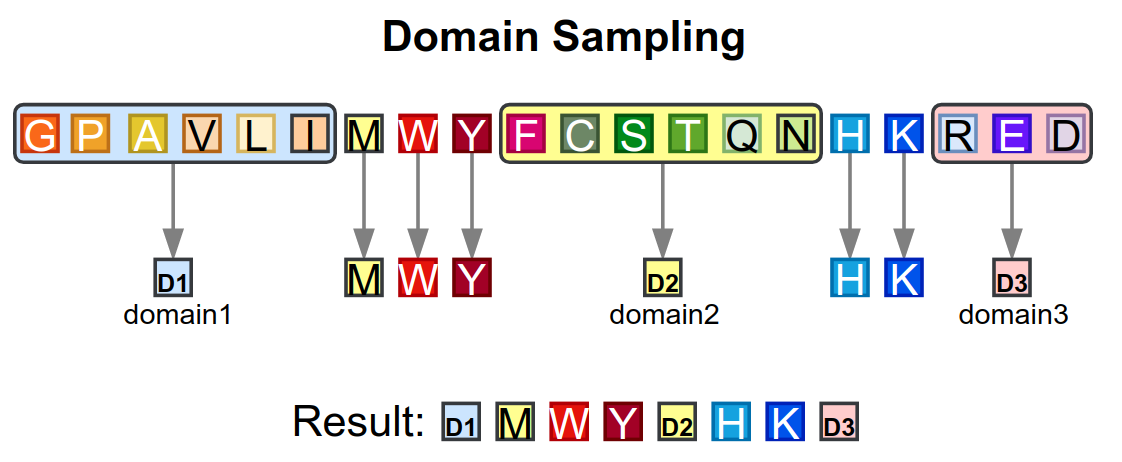 Domain Sampling
G P A V L I M W Y F C S T Q N H K R E D
D1 M W Y D2 H K D3
domain1 domain2 domain3
Result: D1 M W Y D2 H K D3